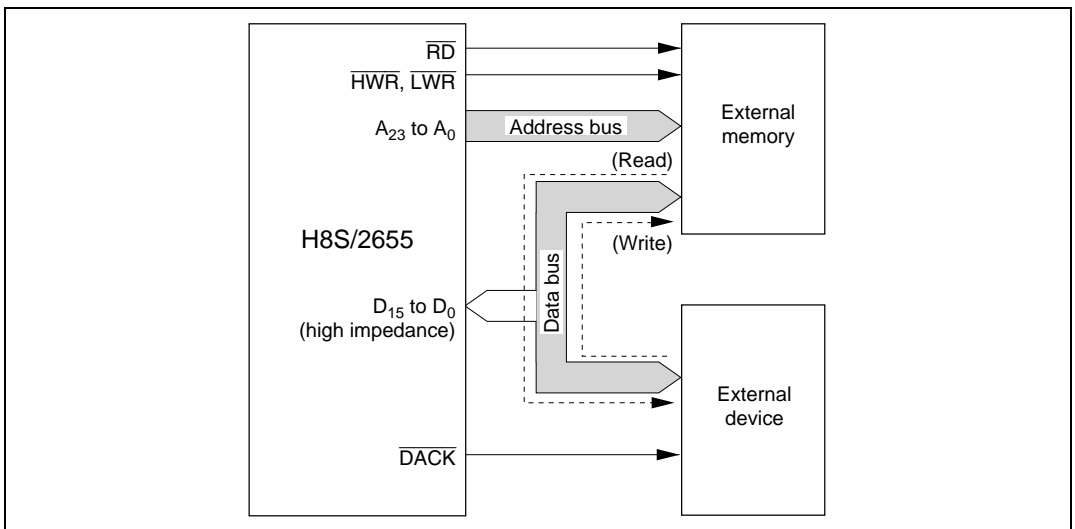 RD
HWR, LWR
A23 to A0
Address bus
External
memory
(Read)
H8S/2655
(Write)
Data bus
D15 to D0
(high impedance)
External
device
DACK